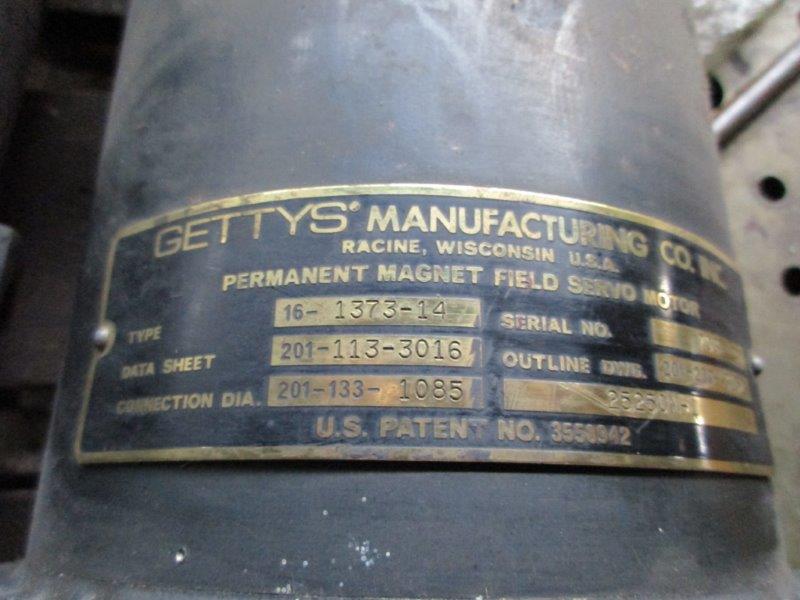 GETTYS® MANUFACTURING CO. INC.
RACINE, WISCONSIN U.S.A.
PERMANENT MAGNET FIELD SERVO MOTOR
TYPE 16- 1373-14 SERIAL NO.
DATA SHEET 201-113-3016 OUTLINE DWG.
CONNECTION DIA. 201-133- 1085
U.S. PATENT NO.